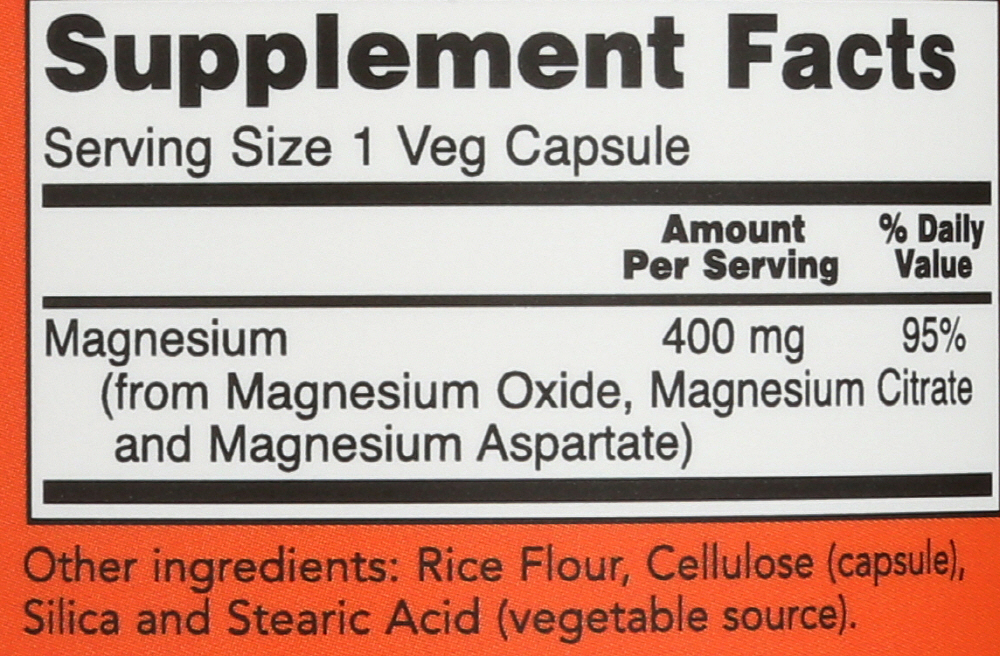 Supplement Facts
Serving Size 1 Veg Capsule
Amount Per Serving % Daily Value
Magnesium 400 mg 95%
(from Magnesium Oxide, Magnesium Citrate
and Magnesium Aspartate)
Other ingredients: Rice Flour, Cellulose (capsule),
Silica and Stearic Acid (vegetable source).